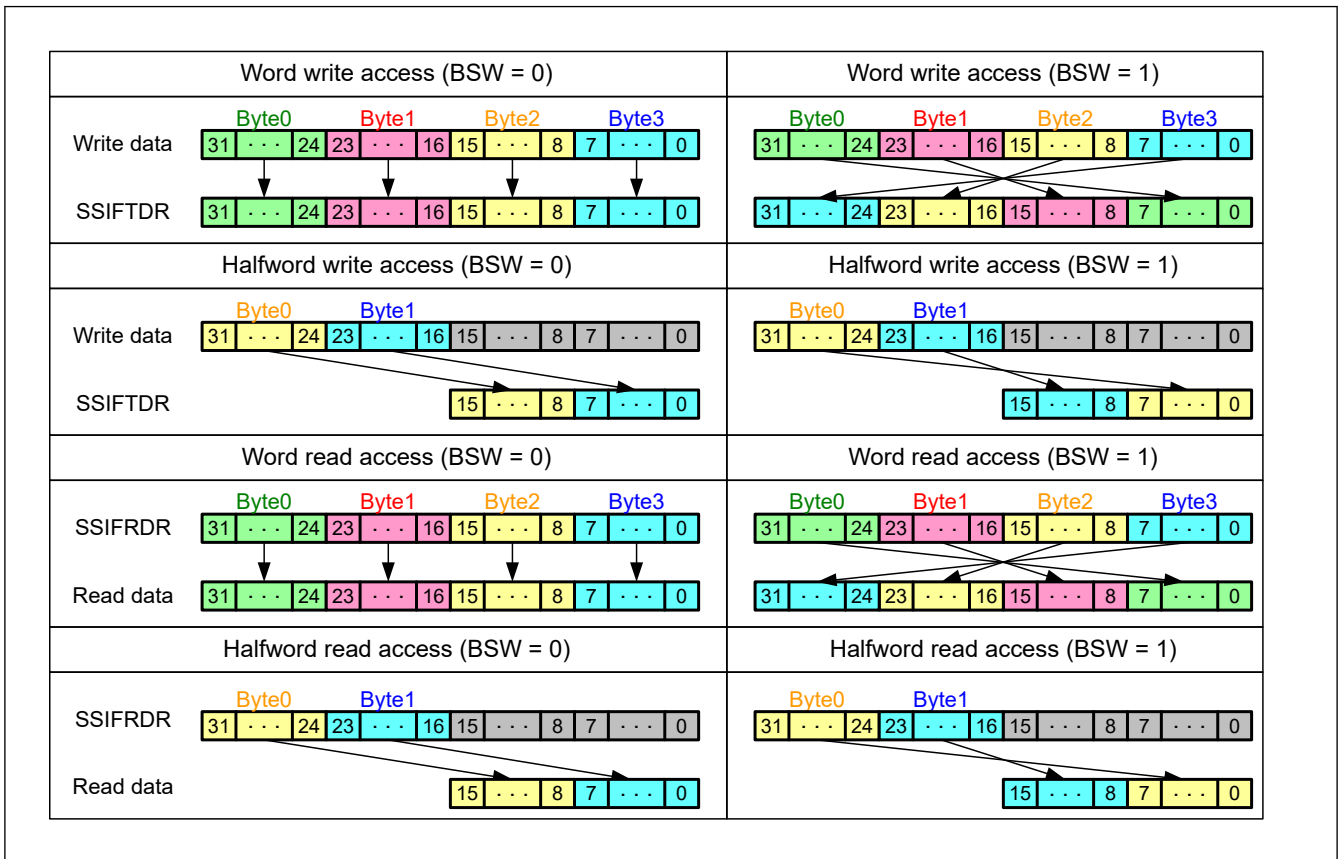 Word write access (BSW = 0) Word write access (BSW = 1)
Byte0 Byte1 Byte2 Byte3 Byte0 Byte1 Byte2 Byte3
Write data 31 ··· 24 23 ··· 16 15 ··· 8 7 ··· 0 31 ··· 24 23 ··· 16 15 ··· 8 7 ··· 0
SSIFTDR 31 ··· 24 23 ··· 16 15 ··· 8 7 ··· 0 31 ··· 24 23 ··· 16 15 ··· 8 7 ··· 0
Halfword write access (BSW = 0) Halfword write access (BSW = 1)
Byte0 Byte1 Byte0 Byte1
Write data 31 ··· 24 23 ··· 16 15 ··· 8 7 ··· 0 31 ··· 24 23 ··· 16 15 ··· 8 7 ··· 0
SSIFTDR 15 ··· 8 7 ··· 0 15 ··· 8 7 ··· 0
Word read access (BSW = 0) Word read access (BSW = 1)
Byte0 Byte1 Byte2 Byte3 Byte0 Byte1 Byte2 Byte3
SSIFRDR 31 ··· 24 23 ··· 16 15 ··· 8 7 ··· 0 31 ··· 24 23 ··· 16 15 ··· 8 7 ··· 0
Read data 31 ··· 24 23 ··· 16 15 ··· 8 7 ··· 0 31 ··· 24 23 ··· 16 15 ··· 8 7 ··· 0
Halfword read access (BSW = 0) Halfword read access (BSW = 1)
Byte0 Byte1 Byte0 Byte1
SSIFRDR 31 ··· 24 23 ··· 16 15 ··· 8 7 ··· 0 31 ··· 24 23 ··· 16 15 ··· 8 7 ··· 0
Read data 15 ··· 8 7 ··· 0 15 ··· 8 7 ··· 0